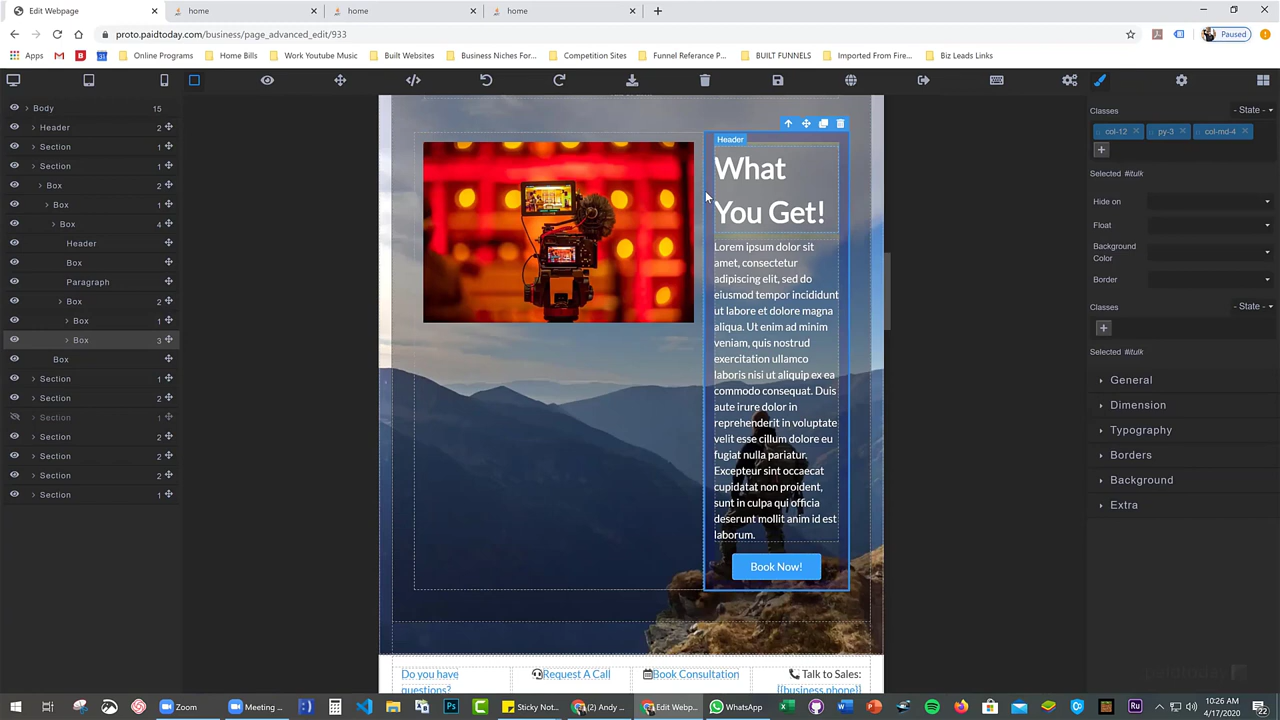 Edit Webpage
home
home
home
proto.paidtoday.com/business/page_advanced_edit/933
Paused
Apps
Online Programs
Home Bills
Work Youtube Music
Built Websites
Business Niches For...
Competition Sites
Funnel Reference P...
BUILT FUNNELS
Imported From Fire...
Biz Leads Links
Body 15
Header 2
Section 1
Section 1
Box 2
Box 1
Box 4
Header
Box
Paragraph
Box 2
Box 1
Box 3
Box
Section 1
Section 2
Section 1
Section 2
Section 2
Section 2
Section 1
Header
What
You Get!
Lorem ipsum dolor sit
amet, consectetur
adipiscing elit, sed do
eiusmod tempor incididunt
ut labore et dolore magna
aliqua. Ut enim ad minim
veniam, quis nostrud
exercitation ullamco
laboris nisi ut aliquip ex ea
commodo consequat. Duis
aute irure dolor in
reprehenderit in voluptate
velit esse cillum dolore eu
fugiat nulla pariatur.
Excepteur sint occaecat
cupidatat non proident,
sunt in culpa qui officia
deserunt mollit anim id est
laborum.
Book Now!
Do you have
questions?
Request A Call
Book Consultation
Talk to Sales:
{{business.phone}}
Classes
- State -
col-12
py-3
col-md-4
Selected #itulk
Hide on
Float
Background
Color
Border
Classes
- State -
Selected #itulk
General
Dimension
Typography
Borders
Background
Extra
paidtoday
Zoom
Meeting ...
Sticky Not...
(2) Andy ...
Edit Webp...
WhatsApp
10:26 AM
4/17/2020